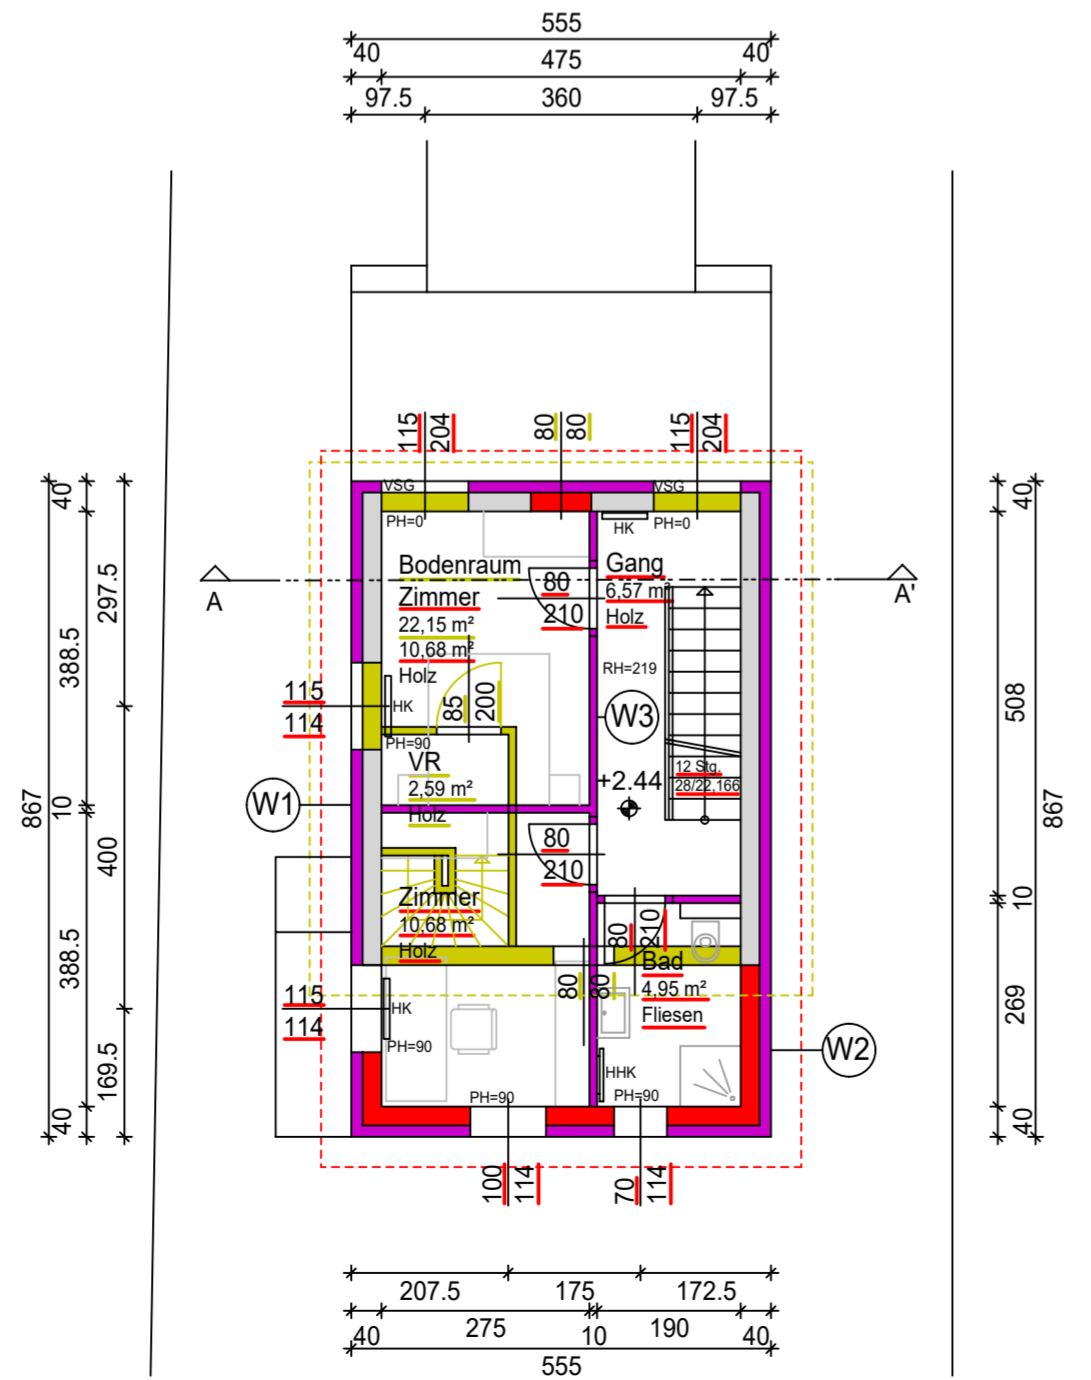 555
40 475 40
97.5 360 97.5
115 204
80 80
115 204
VSG
VSG
PH=0
HK
PH=0
Bodenraum
Zimmer
22,15 m²
10,68 m²
Holz
80
210
Gang
6,57 m²
Holz
A
A'
RH=219
85 200
115
114
HK
PH=90
W3
VR
2,59 m²
Holz
W1
+2.44
12 Stg.
28/22,166
80
210
Zimmer
10,68 m²
Holz
80 210
80 80
Bad
4,95 m²
Fliesen
115
114
HK
PH=90
W2
HHK
PH=90
PH=90
100 114
70 114
867
40
388.5
10
388.5
40
297.5
400
169.5
40
508
10
269
40
867
207.5 175 172.5
40 275 10 190 40
555